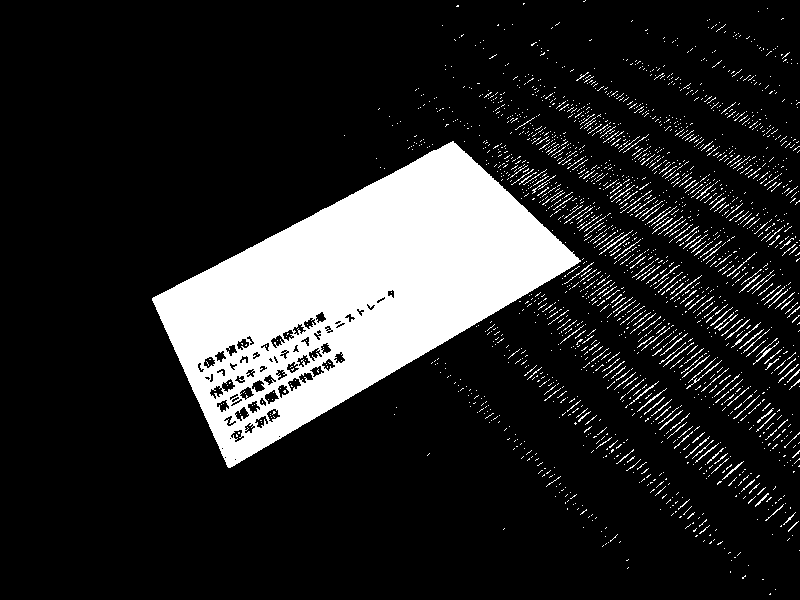 【保有資格】
ソフトウェア開発技術者
情報セキュリティアドミニストレータ
第三種電気主任技術者
乙種第4類危険物取扱者
空手初段